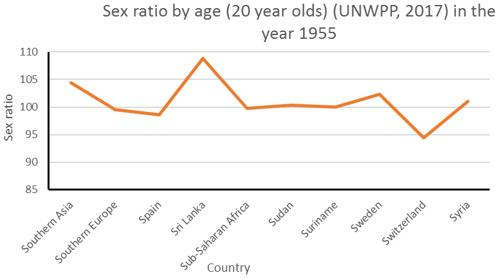 Sex ratio by age (20 year olds) (UNWPP, 2017) in the
year 1955
110
105
100
95
90
85
Sex ratio
Southern Asia
Southern Europe
Spain
Sri Lanka
Sub-Saharan Africa
Sudan
Suriname
Sweden
Switzerland
Syria
Country